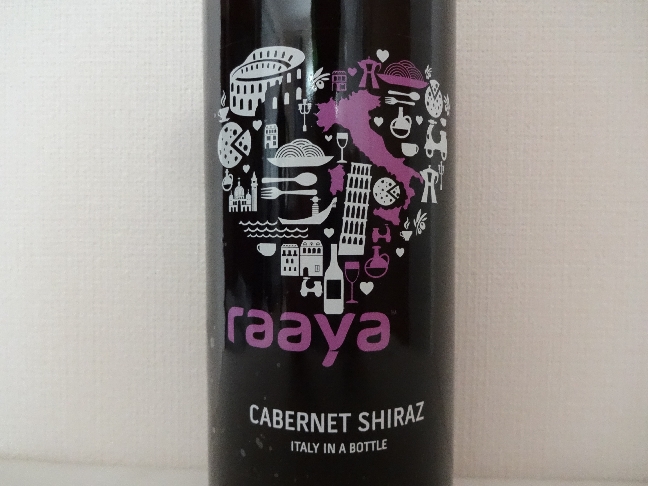 raaya
CABERNET SHIRAZ
ITALY IN A BOTTLE